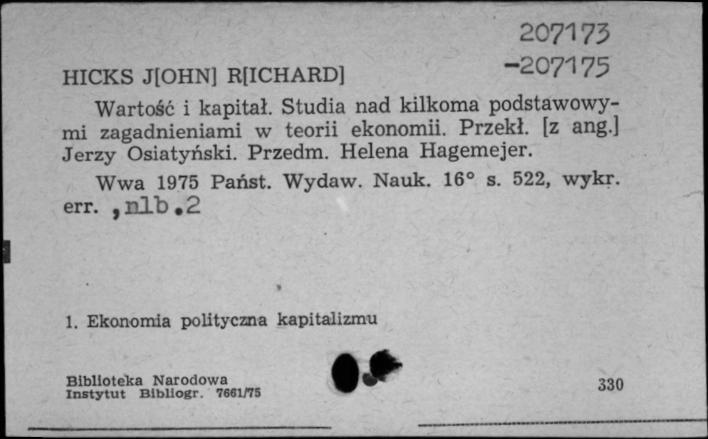 207173
-207175
HICKS J[OHN] R[ICHARD]
Wartość i kapitał. Studia nad kilkoma podstawowy-
mi zagadnieniami w teorii ekonomii. Przekł. [z ang.]
Jerzy Osiatyński. Przedm. Helena Hagemejer.
Wwa 1975 Państ. Wydaw. Nauk. 16° s. 522, wykr.
err. ,nlb.2
1. Ekonomia polityczna kapitalizmu
Biblioteka Narodowa
Instytut Bibliogr. 7661/75
330